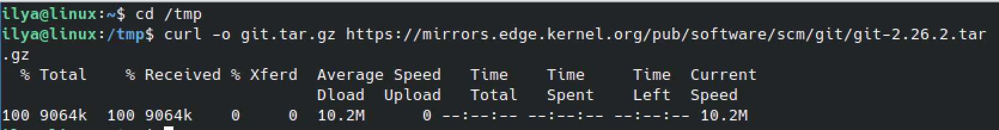 ilya@linux:~$ cd /tmp
ilya@linux:/tmp$ curl -o git.tar.gz https://mirrors.edge.kernel.org/pub/software/scm/git/git-2.26.2.tar
.gz
  % Total    % Received % Xferd  Average Speed   Time    Time     Time  Current
                                 Dload  Upload   Total   Spent    Left  Speed
100 9064k  100 9064k    0     0  10.2M      0 --:--:-- --:--:-- --:--:-- 10.2M